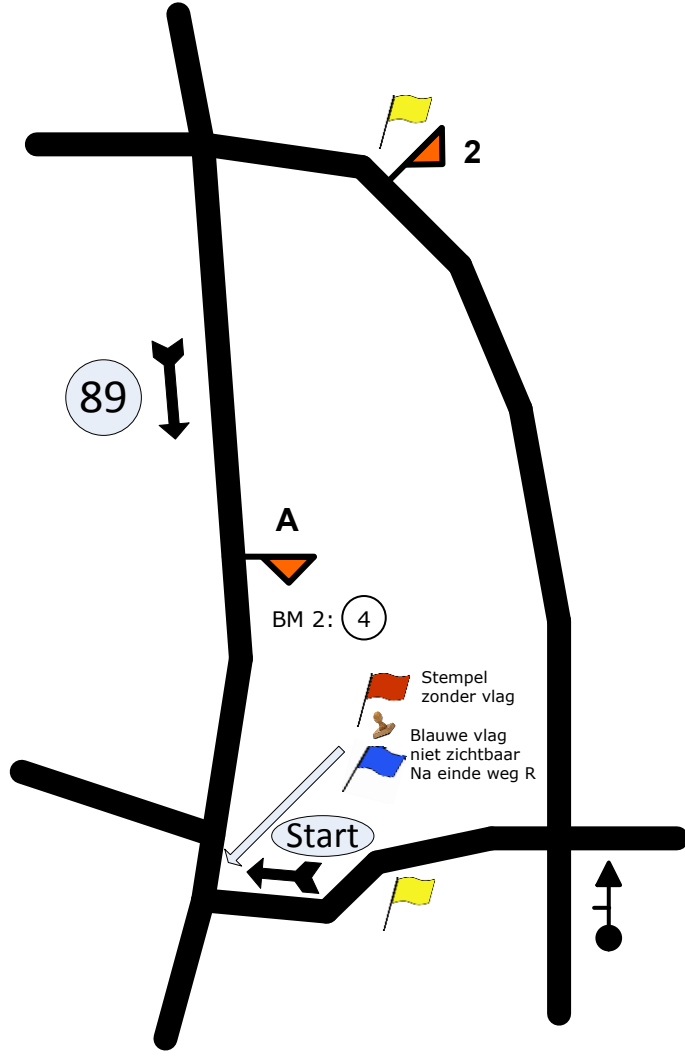 2
89
A
BM 2: 4
Stempel
zonder vlag
Blauwe vlag
niet zichtbaar
Na einde weg R
Start